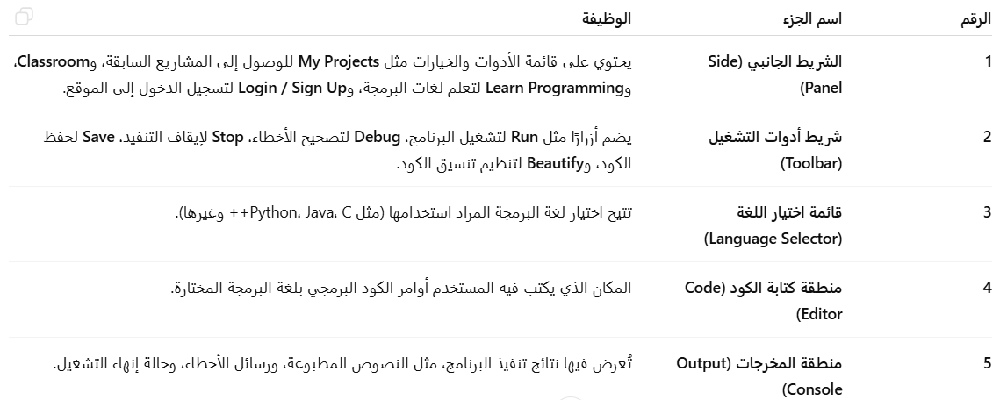 الرقم اسم الجزء الوظيفة
1 الشريط الجانبي (Side يحتوي على قائمة الأدوات والخيارات مثل My Projects للوصول إلى المشاريع السابقة، وClassroom،
Panel) وLearn Programming لتعلم لغات البرمجة، وLogin / Sign Up لتسجيل الدخول إلى الموقع.
2 شريط أدوات التشغيل يضم أزرارًا مثل Run لتشغيل البرنامج، Debug لتصحيح الأخطاء، Stop لإيقاف التنفيذ، Save لحفظ
(Toolbar) الكود، وBeautify لتنظيم تنسيق الكود.
3 قائمة اختيار اللغة تتيح اختيار لغة البرمجة المراد استخدامها (مثل Python، Java، C++ وغيرها).
(Language Selector)
4 منطقة كتابة الكود (Code المكان الذي يكتب فيه المستخدم أوامر الكود البرمجي بلغة البرمجة المختارة.
Editor)
5 منطقة المخرجات (Output تُعرض فيها نتائج تنفيذ البرنامج، مثل النصوص المطبوعة، ورسائل الأخطاء، وحالة إنهاء التشغيل.
Console)